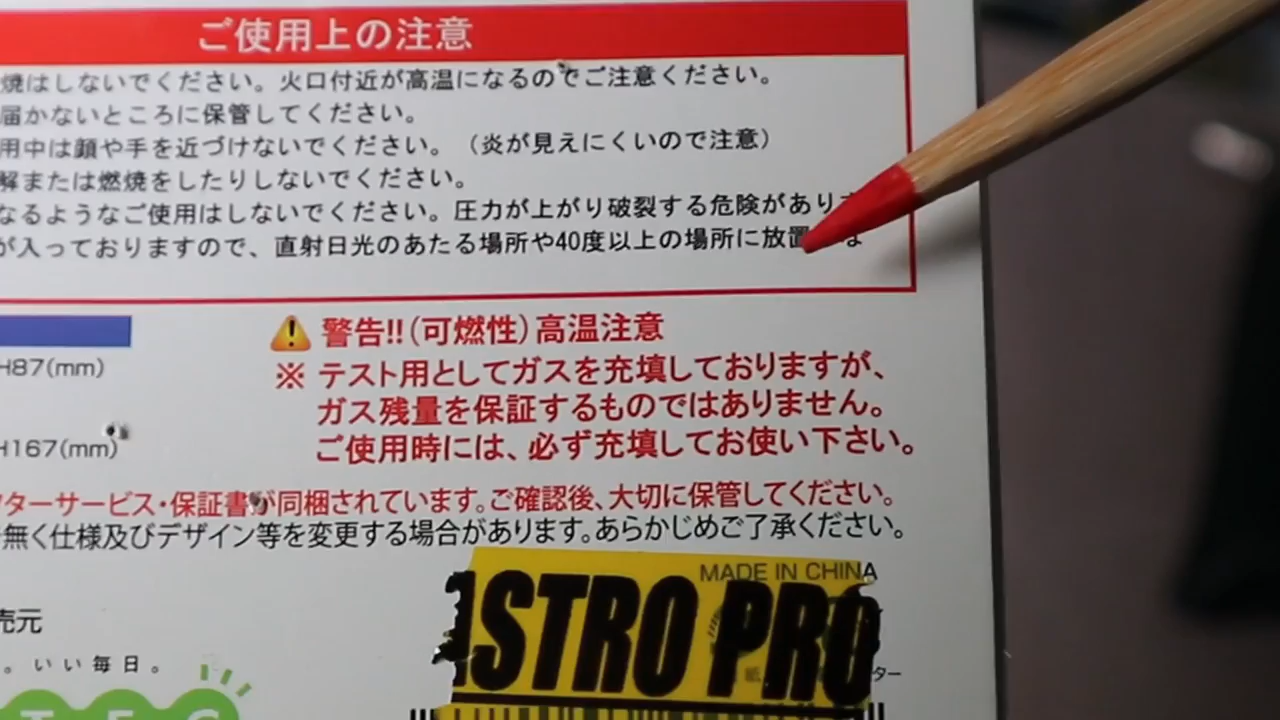 ご使用上の注意
焼はしないでください。火口付近が高温になるのでご注意ください。
届かないところに保管してください。
用中は顔や手を近づけないでください。（炎が見えにくいので注意）
解または燃焼をしたりしないでください。
なるようなご使用はしないでください。圧力が上がり破裂する危険があり
が入っておりますので、直射日光のあたる場所や40度以上の場所に放置
H87(mm)
警告!!(可燃性)高温注意
※ テスト用としてガスを充填しておりますが、
ガス残量を保証するものではありません。
H167(mm)
ご使用時には、必ず充填してお使い下さい。
ターサービス・保証書が同梱されています。ご確認後、大切に保管してください。
無く仕様及びデザイン等を変更する場合があります。あらかじめご了承ください。
MADE IN CHINA
ASTRO PRO
売元
。いい毎日。